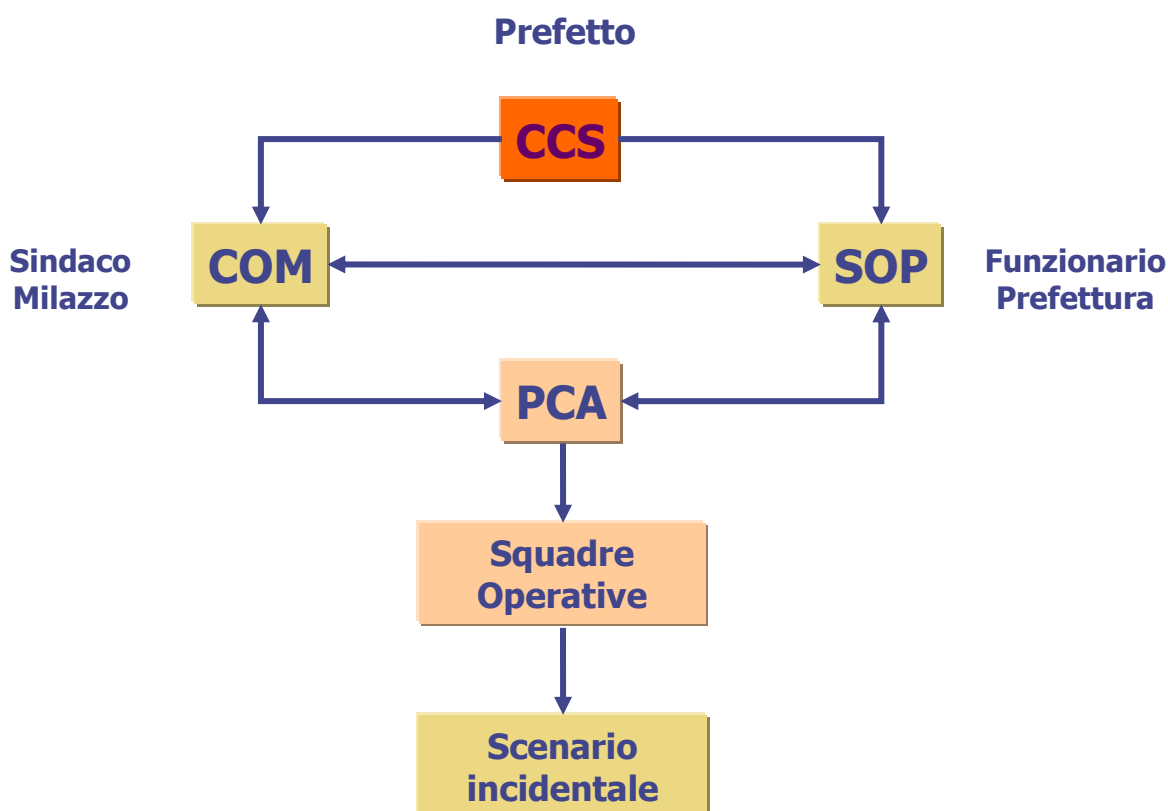 Prefetto
CCS
Sindaco
Milazzo
COM
SOP
Funzionario
Prefettura
PCA
Squadre
Operative
Scenario
incidentale